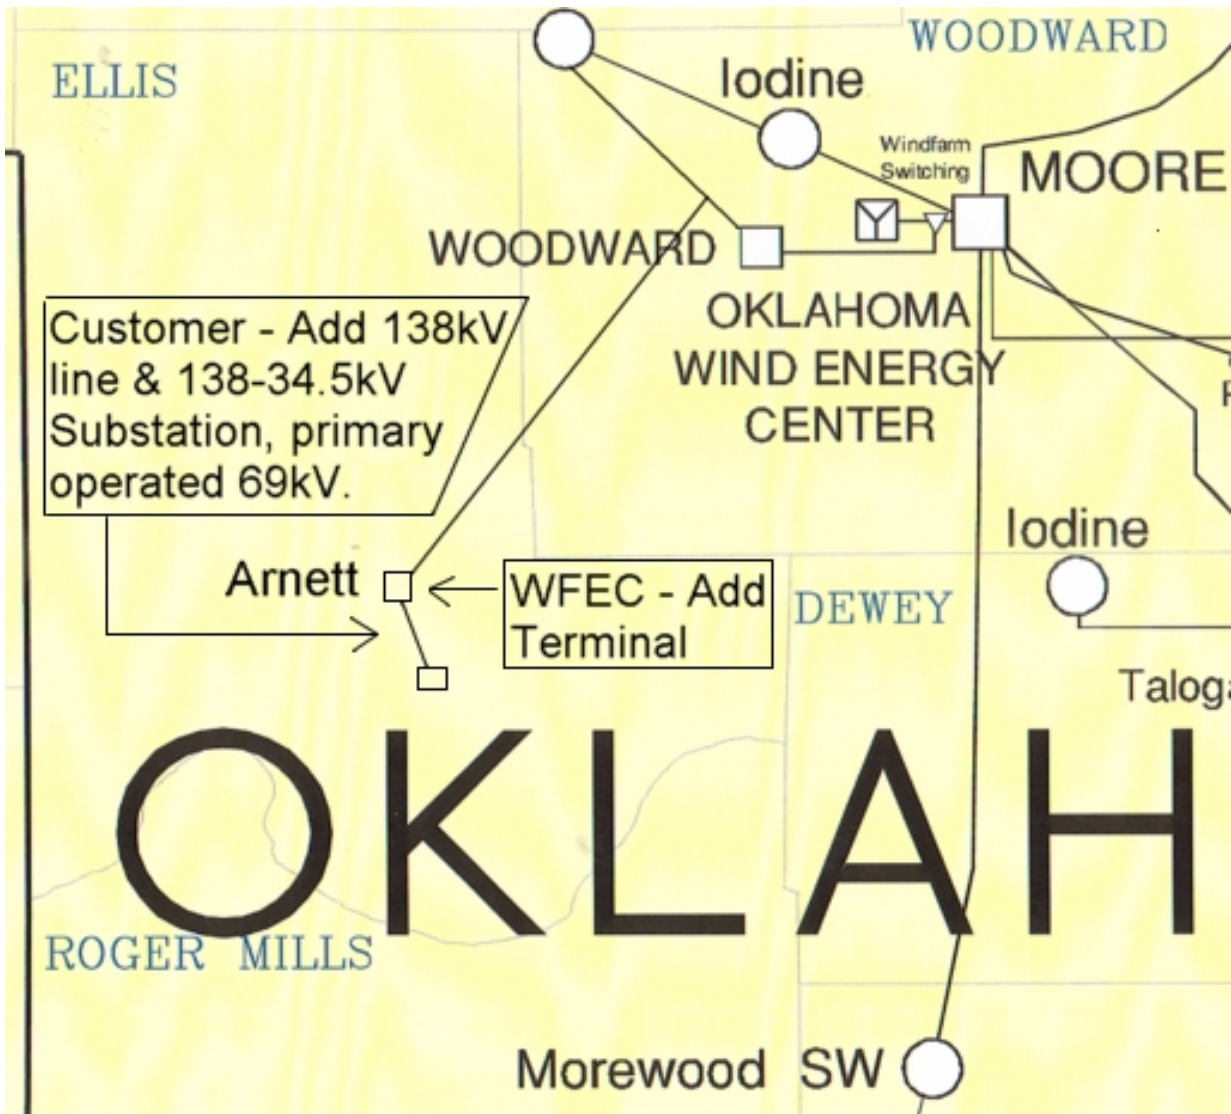 WOODWARD
ELLIS
Iodine
Windfarm
Switching
MOORE
WOODWARD
OKLAHOMA
WIND ENERGY
CENTER
Customer - Add 138kV
line & 138-34.5kV
Substation, primary
operated 69kV.
Iodine
Arnett
WFEC - Add
Terminal
DEWEY
Taloga
OKLAH
ROGER MILLS
Morewood SW